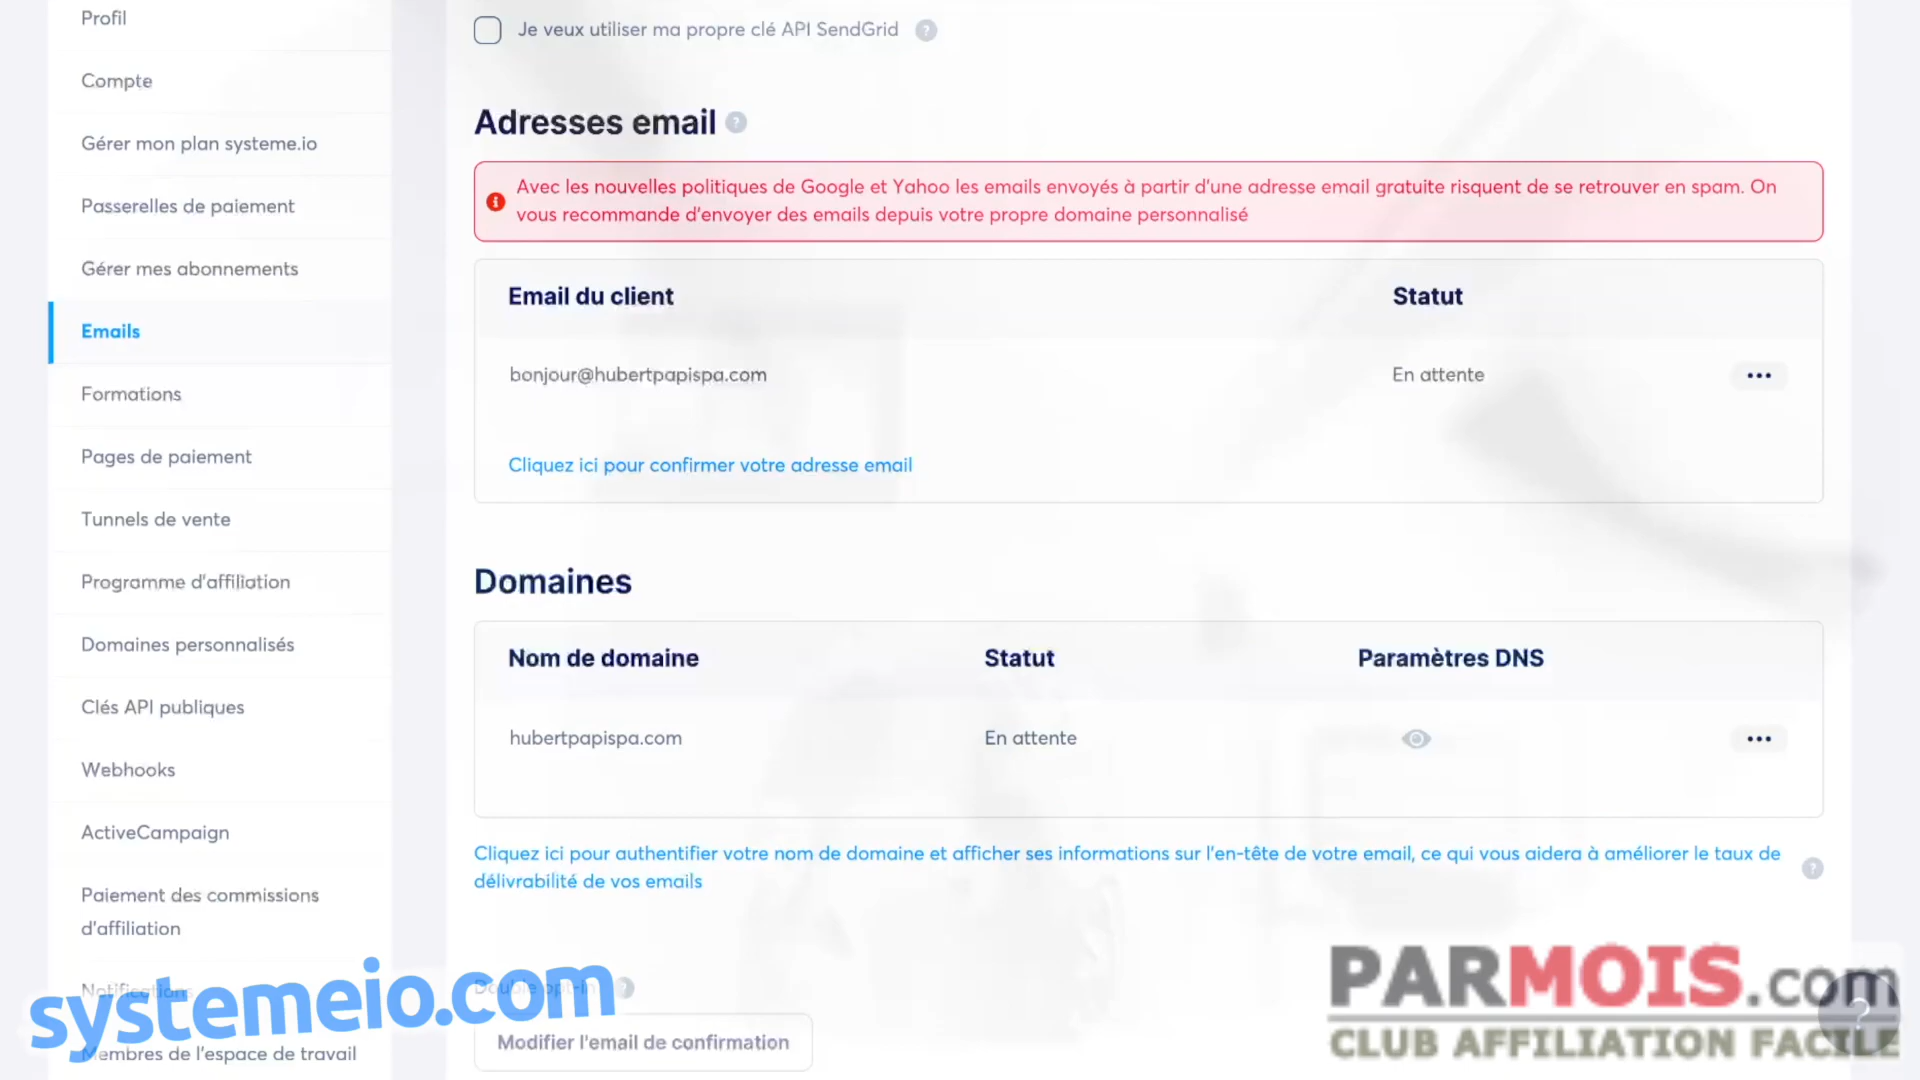 Profil
Compte
Gérer mon plan systeme.io
Passerelles de paiement
Gérer mes abonnements
Emails
Formations
Pages de paiement
Tunnels de vente
Programme d'affiliation
Domaines personnalisés
Clés API publiques
Webhooks
ActiveCampaign
Paiement des commissions
d'affiliation
Notifications
Membres de l'espace de travail
Je veux utiliser ma propre clé API SendGrid ?
Adresses email ?
Avec les nouvelles politiques de Google et Yahoo les emails envoyés à partir d'une adresse email gratuite risquent de se retrouver en spam. On
vous recommande d'envoyer des emails depuis votre propre domaine personnalisé
Email du client Statut
bonjour@hubertpapispa.com En attente
Cliquez ici pour confirmer votre adresse email
Domaines
Nom de domaine Statut Paramètres DNS
hubertpapispa.com En attente
Cliquez ici pour authentifier votre nom de domaine et afficher ses informations sur l'en-tête de votre email, ce qui vous aidera à améliorer le taux de
délivrabilité de vos emails ?
Double opt-in ?
Modifier l'email de confirmation
systemeio.com
PARMOIS.com
CLUB AFFILIATION FACILE
?